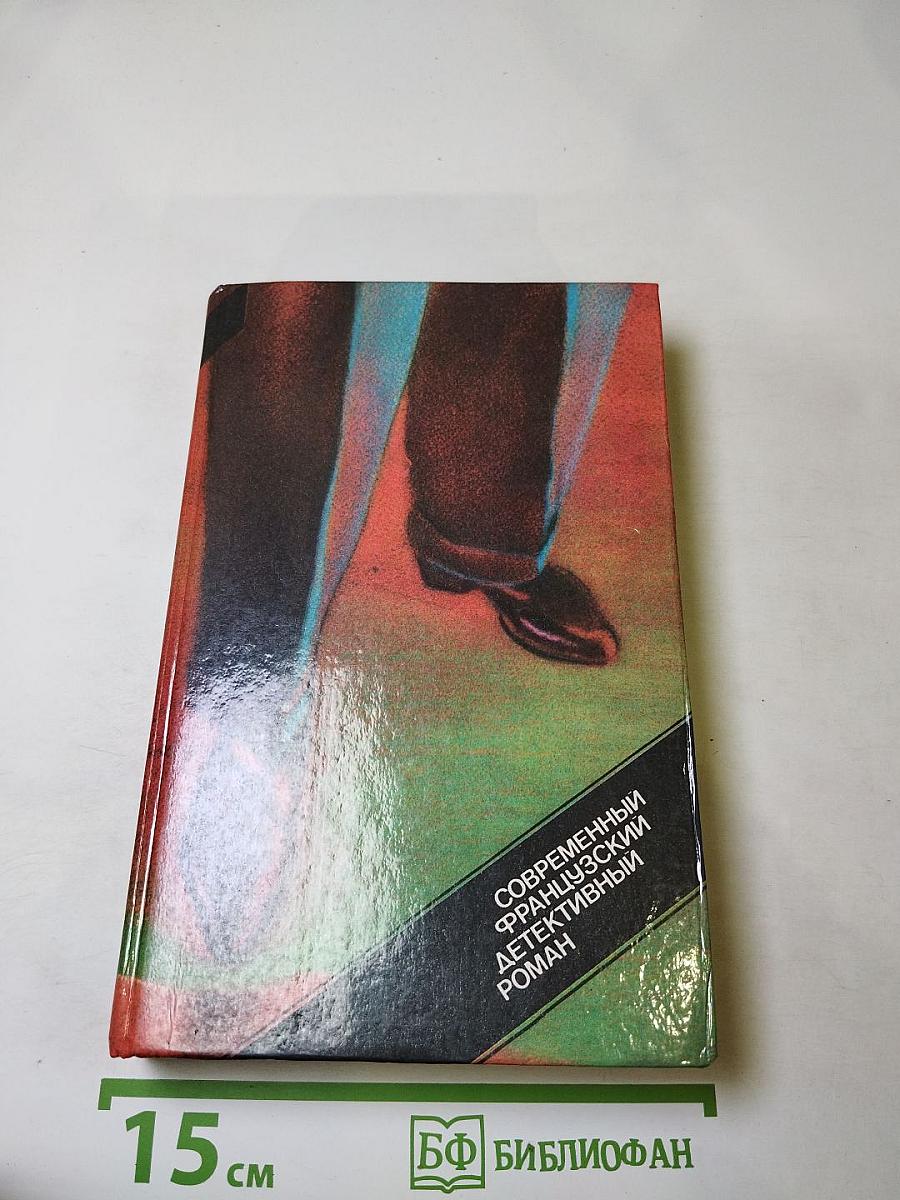 СОВРЕМЕННЫЙ
ФРАНЦУЗСКИЙ
ДЕТЕКТИВНЫЙ
РОМАН
15 см
БФ БИБЛИОФАН